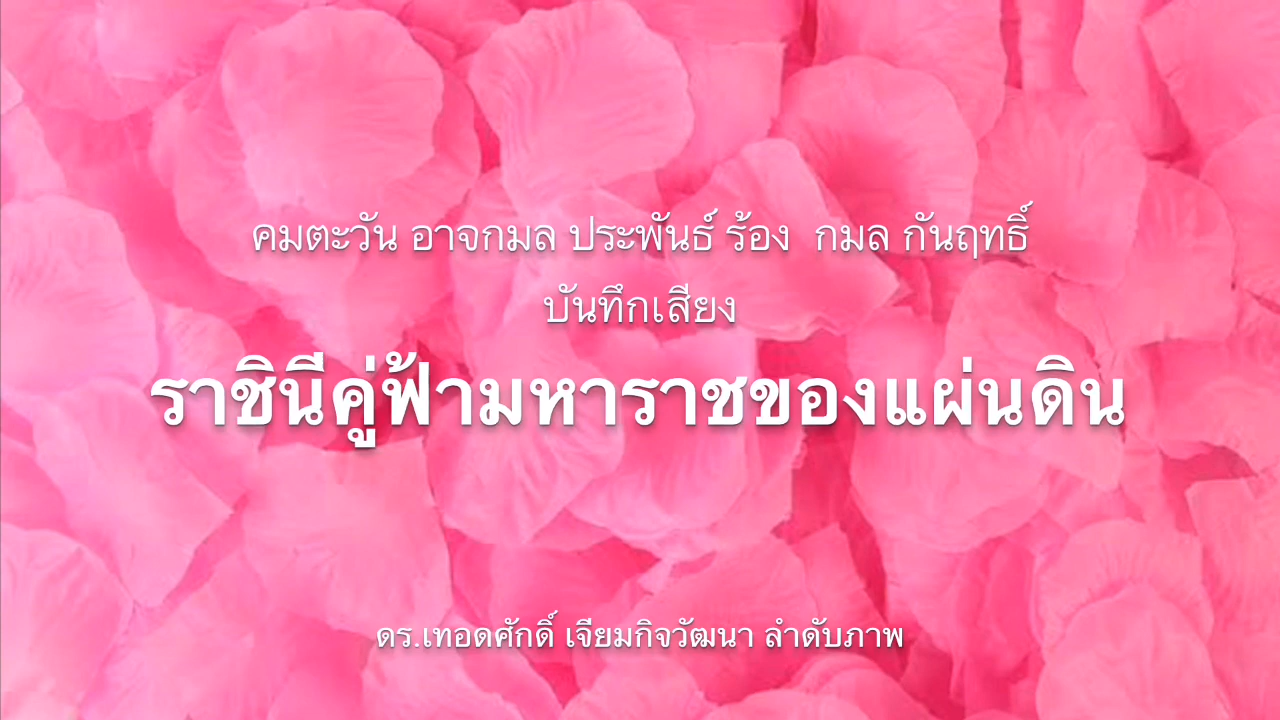 คมตะวัน อาจกมล ประพันธ์ ร้อง  กมล กันฤทธิ์
บันทึกเสียง
ราชินีคู่ฟ้ามหาราชของแผ่นดิน
ดร.เทอดศักดิ์ เจียมกิจวัฒนา ลำดับภาพ